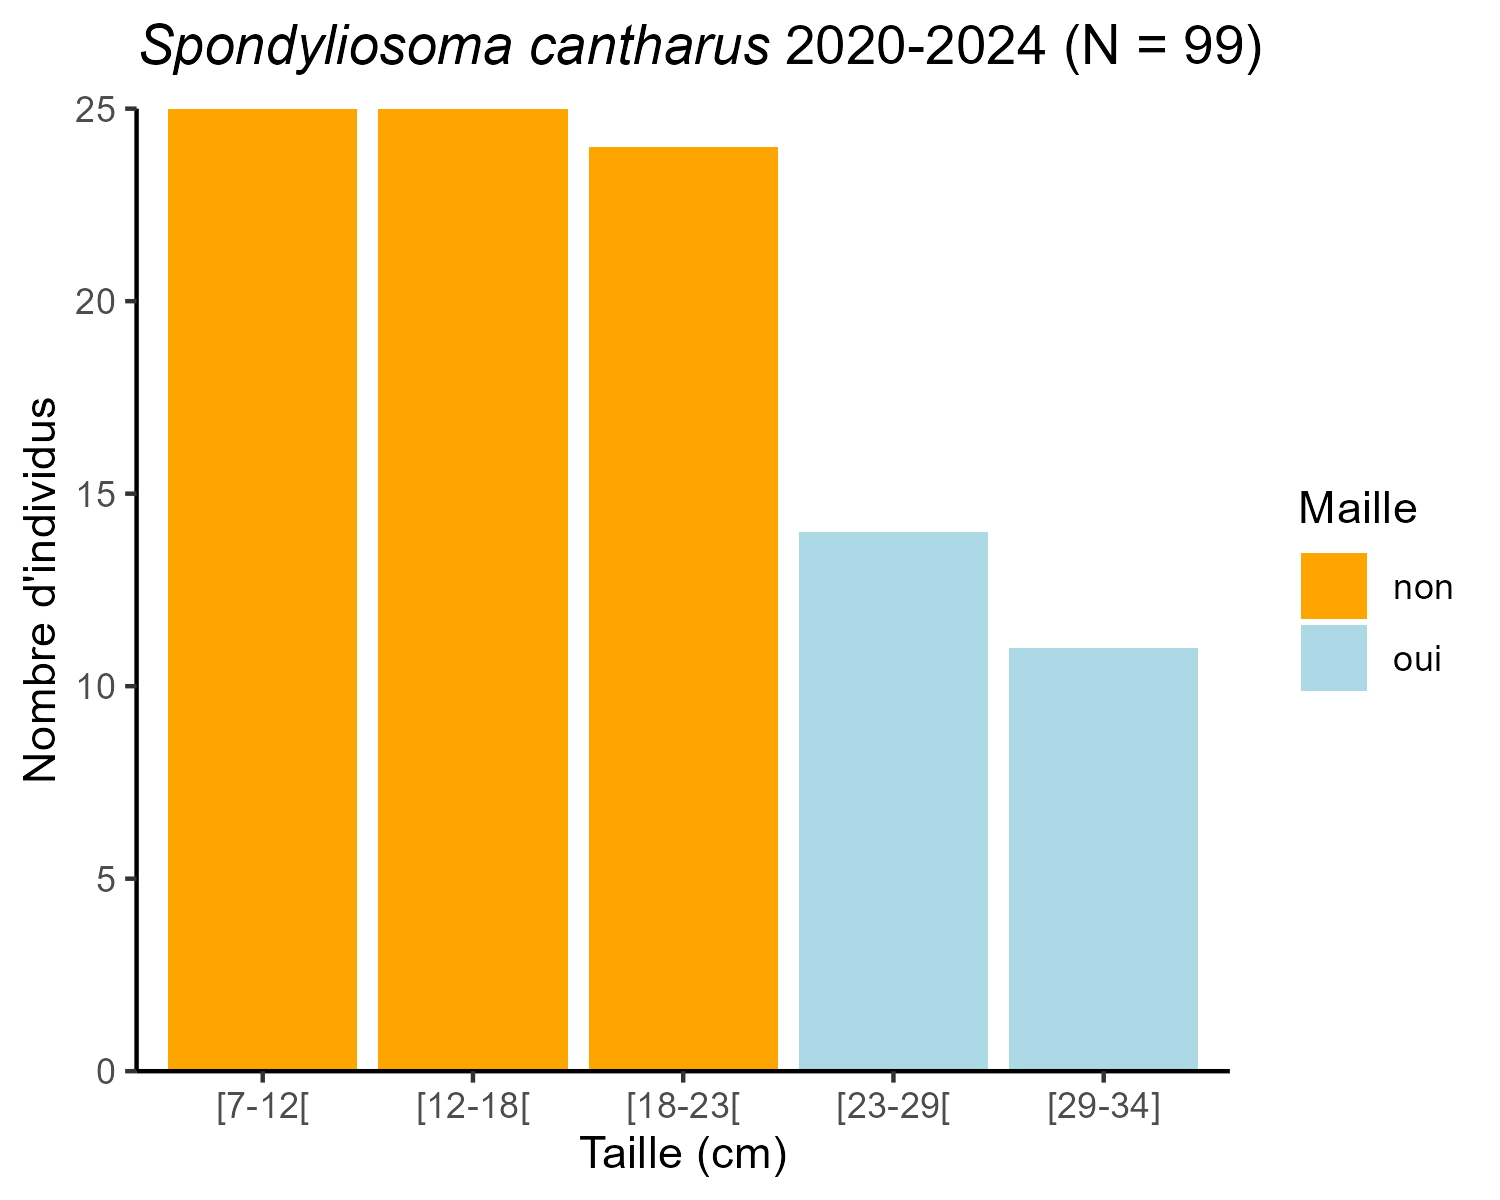 Spondyliosoma cantharus 2020-2024 (N = 99)
Nombre d'individus
25
20
15
10
5
0
[7-12[
[12-18[
[18-23[
[23-29[
[29-34]
Taille (cm)
Maille
non
oui